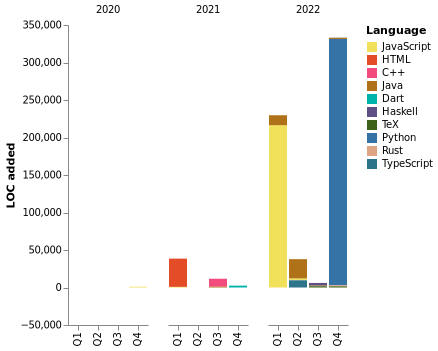 2020 2021 2022
Language
JavaScript
HTML
C++
Java
Dart
Haskell
TeX
Python
Rust
TypeScript
LOC added
350,000
300,000
250,000
200,000
150,000
100,000
50,000
0
−50,000
Q1 Q2 Q3 Q4 Q1 Q2 Q3 Q4 Q1 Q2 Q3 Q4